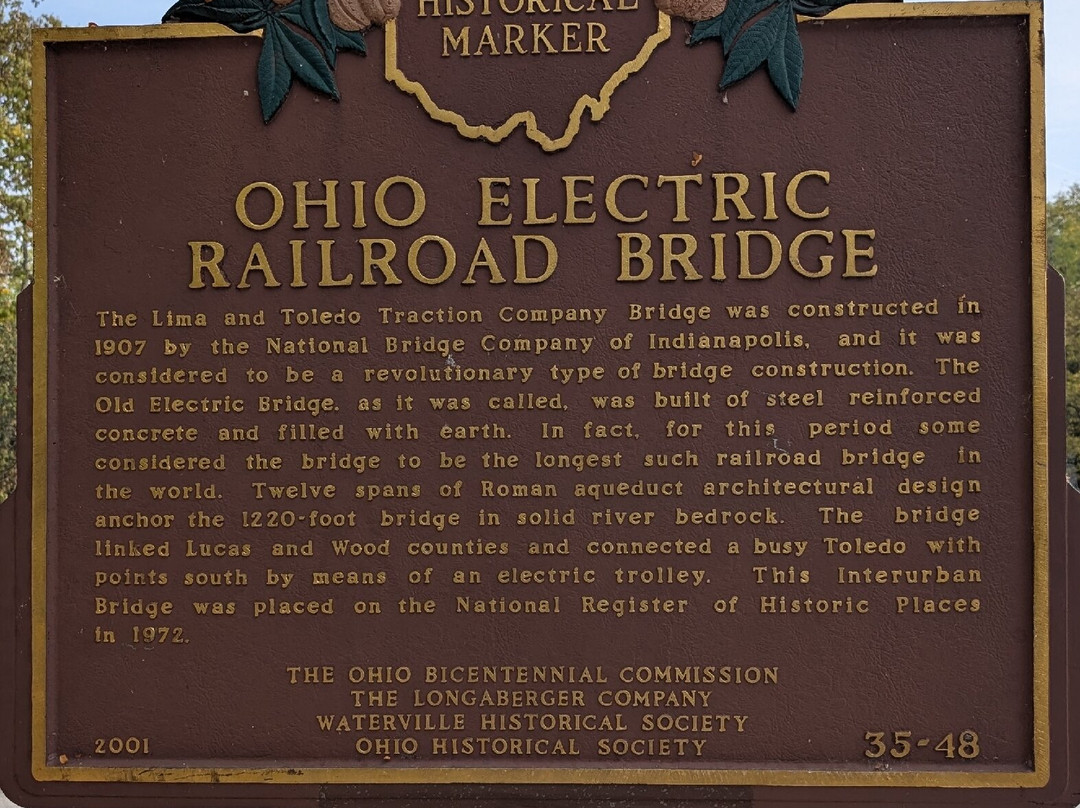 HISTORICAL
MARKER
OHIO ELECTRIC
RAILROAD BRIDGE
The Lima and Toledo Traction Company Bridge was constructed in
1907 by the National Bridge Company of Indianapolis, and it was
considered to be a revolutionary type of bridge construction. The
Old Electric Bridge, as it was called, was built of steel reinforced
concrete and filled with earth. In fact, for this period some
considered the bridge to be the longest such railroad bridge in
the world. Twelve spans of Roman aqueduct architectural design
anchor the 1220-foot bridge in solid river bedrock. The bridge
linked Lucas and Wood counties and connected a busy Toledo with
points south by means of an electric trolley. This Interurban
Bridge was placed on the National Register of Historic Places
in 1972.
THE OHIO BICENTENNIAL COMMISSION
THE LONGABERGER COMPANY
WATERVILLE HISTORICAL SOCIETY
2001 OHIO HISTORICAL SOCIETY 35-48